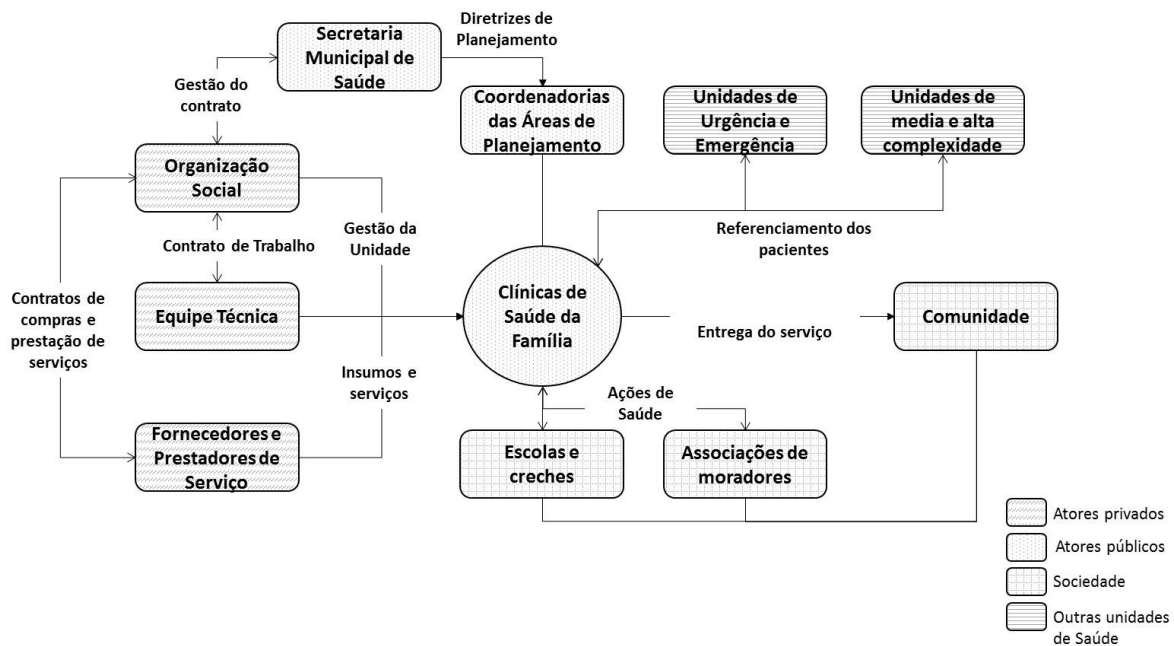 Secretaria
Municipal de
Saúde
Diretrizes de
Planejamento
Gestão do
contrato
Coordenadorias
das Áreas de
Planejamento
Unidades de
Urgência e
Emergência
Unidades de
media e alta
complexidade
Organização
Social
Gestão da
Unidade
Referenciamento dos
pacientes
Contrato de Trabalho
Contratos de
compras e
prestação de
serviços
Equipe Técnica
Clínicas de
Saúde da
Família
Entrega do serviço
Comunidade
Insumos e
serviços
Ações de
Saúde
Fornecedores e
Prestadores de
Serviço
Escolas e
creches
Associações de
moradores
Atores privados
Atores públicos
Sociedade
Outras unidades
de Saúde